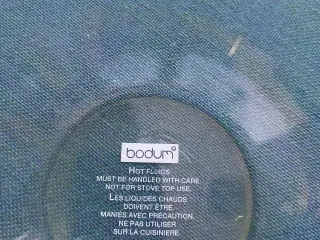 bodum®
HOT FLUIDS
MUST BE HANDLED WITH CARE.
NOT FOR STOVE TOP USE.
LES LIQUIDES CHAUDS
DOIVENT ÊTRE.
MANIÉS AVEC PRÉCAUTION.
NE PAS UTILISER
SUR LA CUISINIERE.